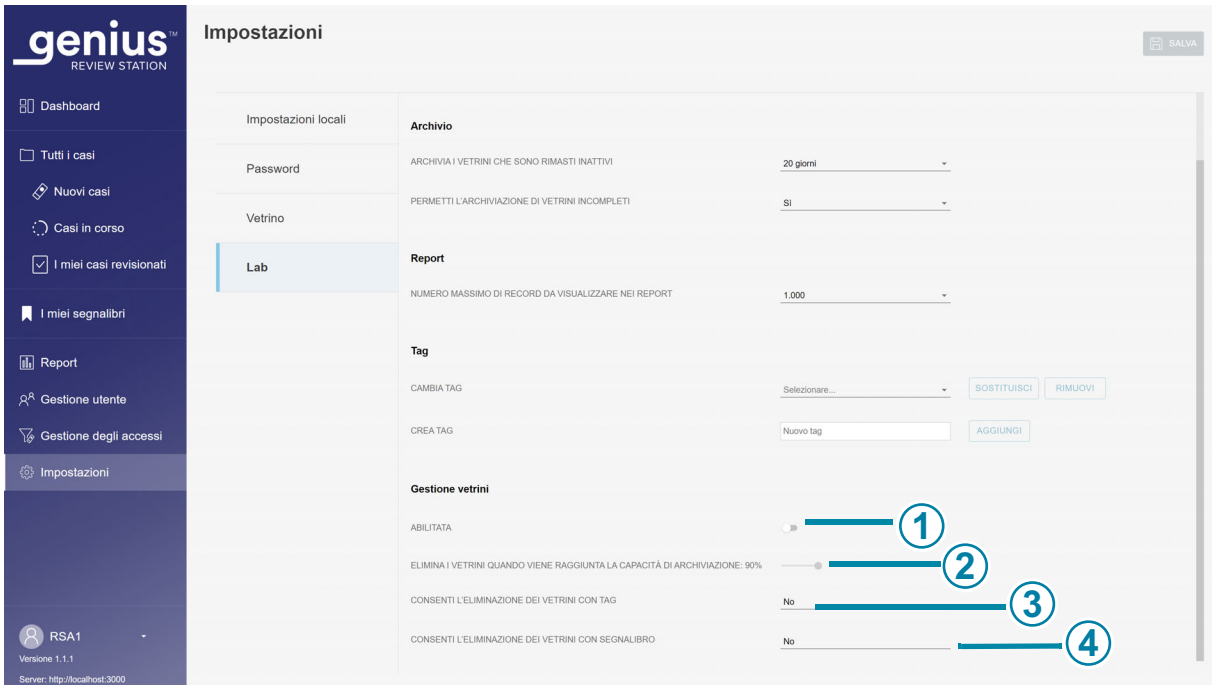 genius™
REVIEW STATION
Dashboard
Tutti i casi
Nuovi casi
Casi in corso
I miei casi revisionati
I miei segnalibri
Report
Gestione utente
Gestione degli accessi
Impostazioni
RSA1
Versione 1.1.1
Server: http://localhost:3000
Impostazioni
SALVA
Impostazioni locali
Password
Vetrino
Lab
Archivio
ARCHIVIA I VETRINI CHE SONO RIMASTI INATTIVI 20 giorni
PERMETTI L'ARCHIVIAZIONE DI VETRINI INCOMPLETI Sì
Report
NUMERO MASSIMO DI RECORD DA VISUALIZZARE NEI REPORT 1.000
Tag
CAMBIA TAG Selezionare... SOSTITUISCI RIMUOVI
CREA TAG Nuovo tag AGGIUNGI
Gestione vetrini
ABILITATA 1
ELIMINA I VETRINI QUANDO VIENE RAGGIUNTA LA CAPACITÀ DI ARCHIVIAZIONE: 90% 2
CONSENTI L'ELIMINAZIONE DEI VETRINI CON TAG No 3
CONSENTI L'ELIMINAZIONE DEI VETRINI CON SEGNALIBRO No 4